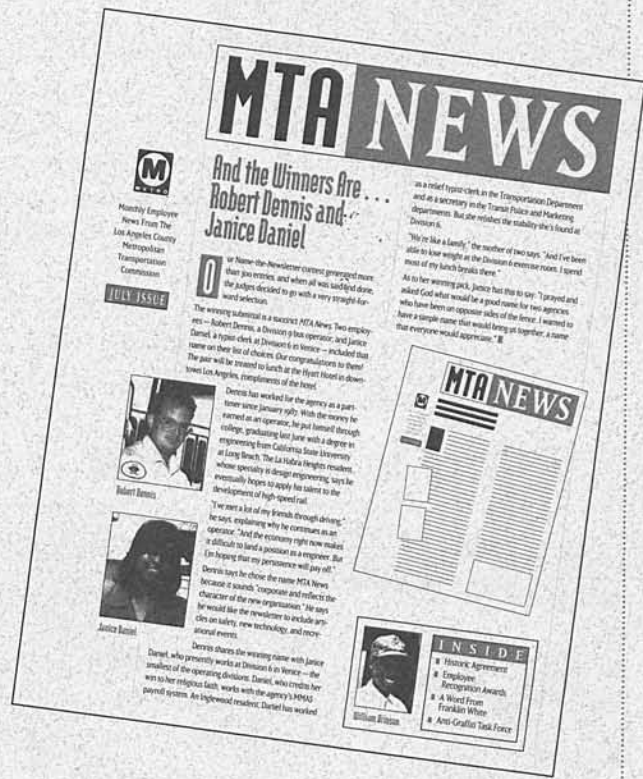 MTA NEWS
M
METRO
Monthly Employee
News From The
Los Angeles County
Metropolitan
Transportation
Commission
JULY ISSUE
And the Winners Are . . .
Robert Dennis and
Janice Daniel
Our Name-the-Newsletter contest generated more
than 300 entries, and when all was said and done,
the judges decided to go with a very straight-for-
ward selection.
The winning submittal is a succinct MTA News. Two employ-
ees — Robert Dennis, a Division 9 bus operator, and Janice
Daniel, a typist-clerk at Division 6 in Venice — included that
name on their list of choices. Our congratulations to them!
The pair will be treated to lunch at the Hyatt Hotel in down-
town Los Angeles, compliments of the hotel.
Dennis has worked for the agency as a part-
timer since January 1987. With the money he
earned as an operator, he put himself through
college, graduating last June with a degree in
engineering from California State University
at Long Beach. The La Habra Heights resident,
whose specialty is design engineering, says he
eventually hopes to apply his talent to the
development of high-speed rail.
"I've met a lot of my friends through driving,"
he says, explaining why he continues as an
operator. "And the economy right now makes
it difficult to land a position as a engineer. But
I'm hoping that my persistence will pay off."
Dennis says he chose the name MTA News
because it sounds "corporate and reflects the
character of the new organization." He says
he would like the newsletter to include arti-
cles on safety, new technology, and recre-
ational events.
Dennis shares the winning name with Janice
Daniel, who presently works at Division 6 in Venice — the
smallest of the operating divisions. Daniel, who credits her
win to her religious faith, works with the agency's MMAS
payroll system. An Inglewood resident, Daniel has worked
Robert Dennis
Janice Daniel
as a relief typist-clerk in the Transportation Department
and as a secretary in the Transit Police and Marketing
departments. But she relishes the stability she's found at
Division 6.
"We're like a family," the mother of two says. "And I've been
able to lose weight at the Division 6 exercise room. I spend
most of my lunch breaks there."
As to her winning pick, Janice has this to say: "I prayed and
asked God what would be a good name for two agencies
who have been on opposite sides of the fence. I wanted to
have a simple name that would bring us together, a name
that everyone would appreciate."
MTA NEWS
William Brinson
INSIDE
Historic Agreement
Employee
Recognition Awards
A Word From
Franklin White
Anti-Graffiti Task Force